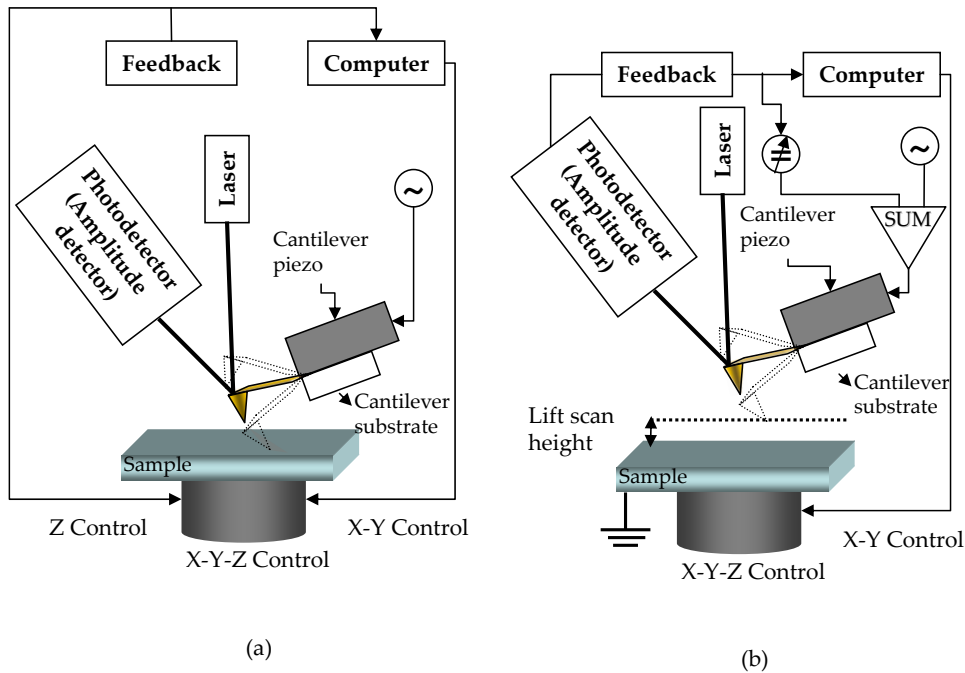 Feedback
Computer
Laser
Photodetector
(Amplitude
detector)
~
Cantilever
piezo
Cantilever
substrate
Sample
Z Control
X-Y Control
X-Y-Z Control
(a)
Feedback
Computer
Laser
Photodetector
(Amplitude
detector)
=
~
SUM
Cantilever
piezo
Cantilever
substrate
Lift scan
height
Sample
X-Y Control
X-Y-Z Control
(b)